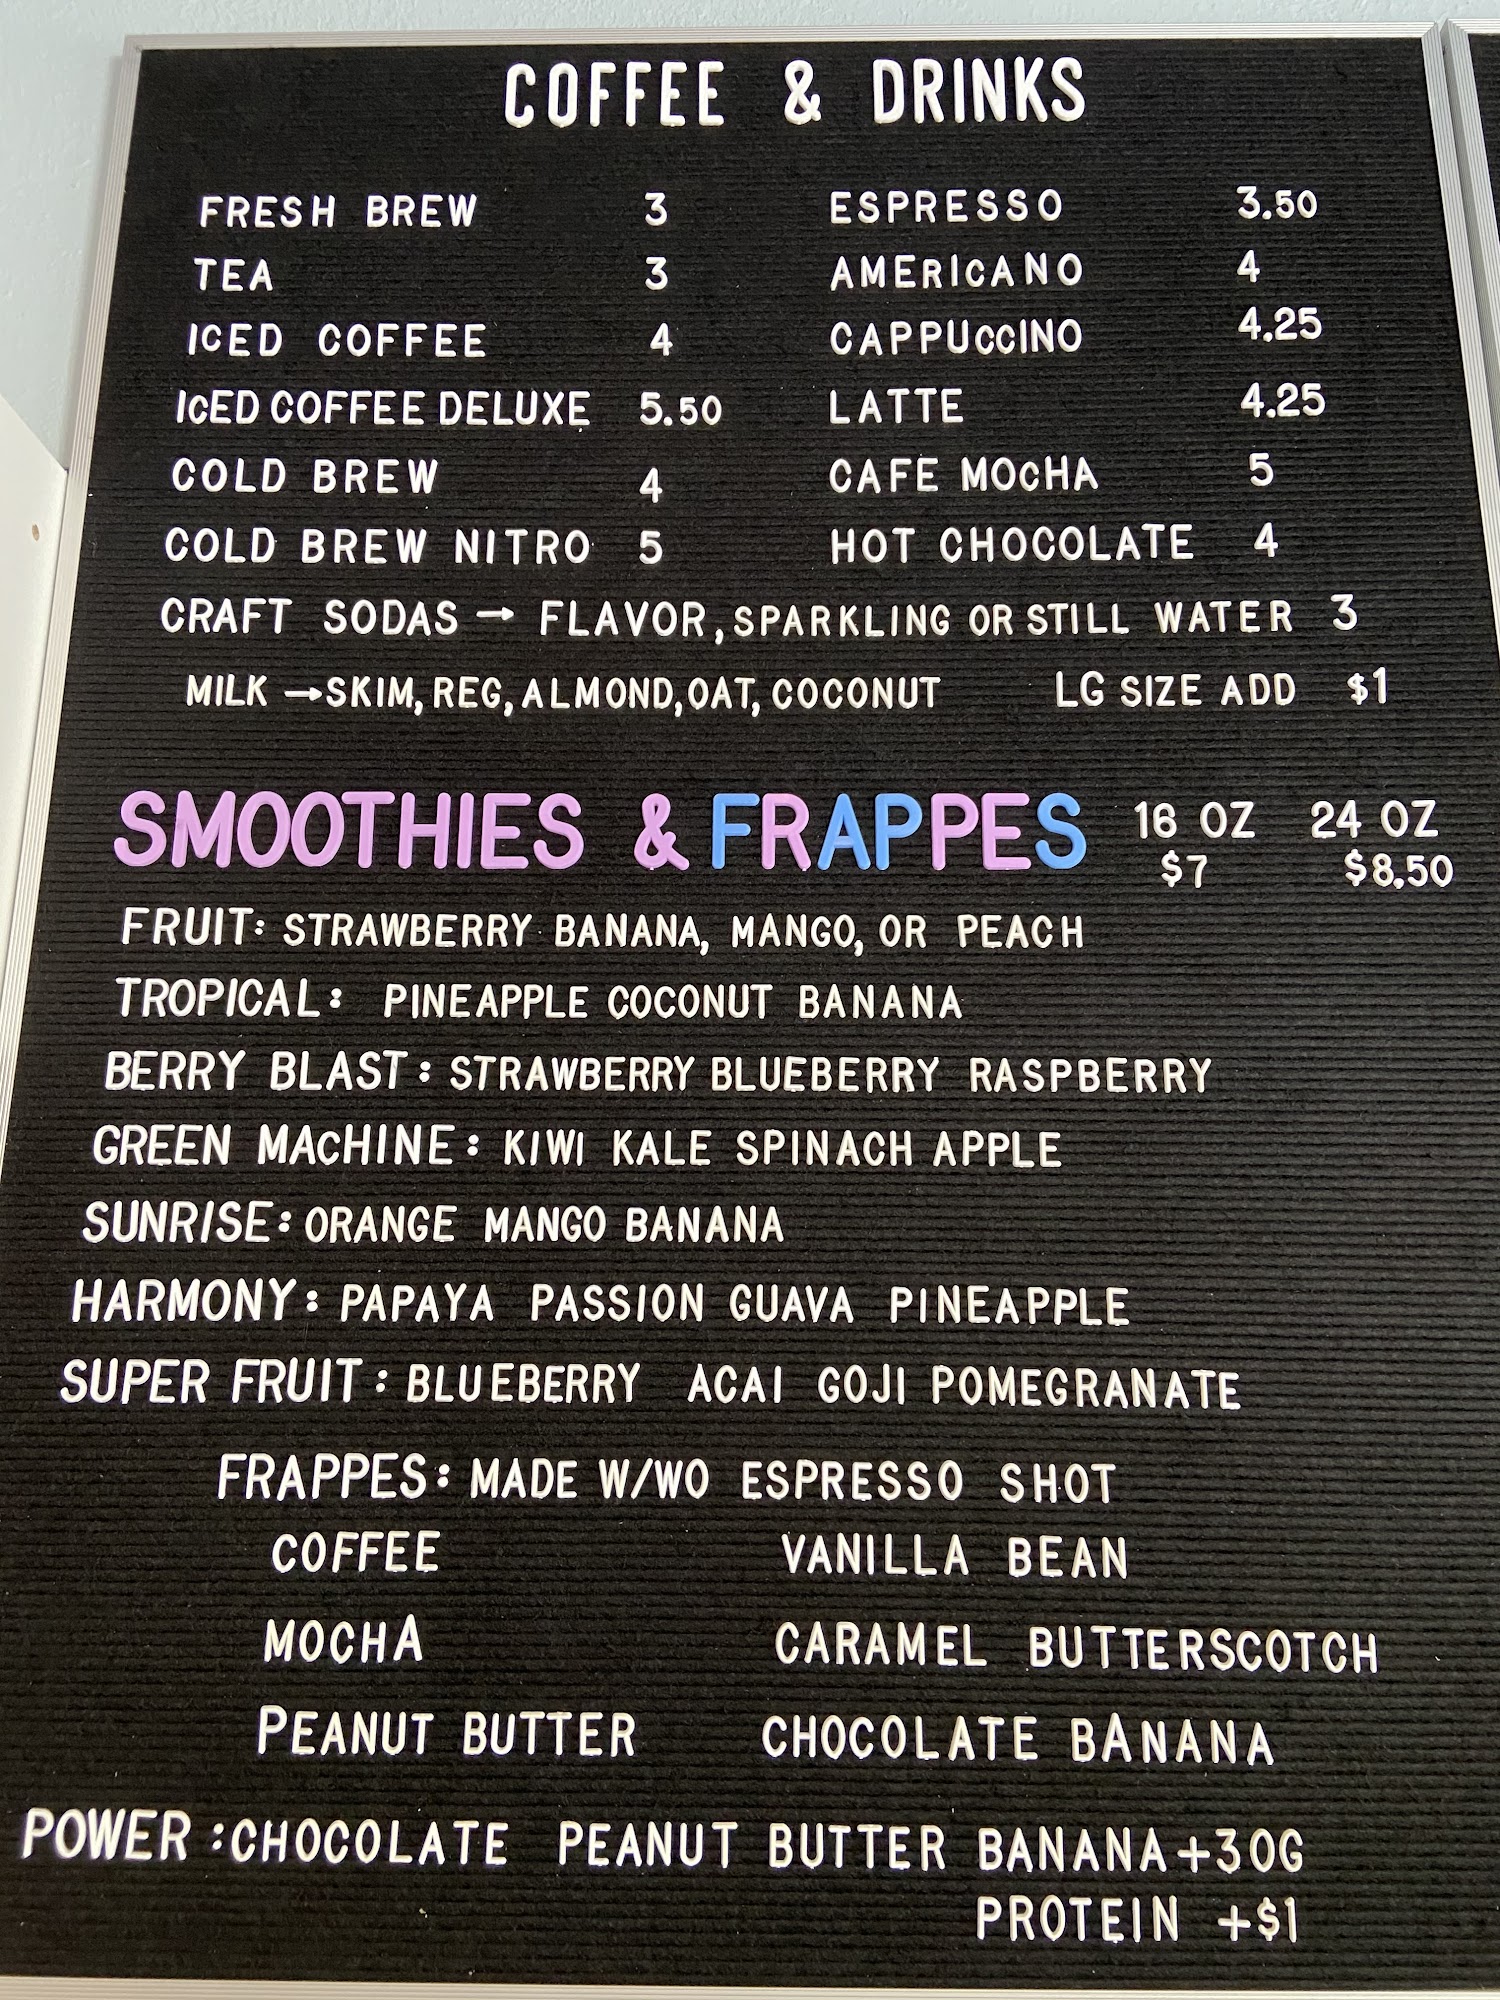 COFFEE & DRINKS
FRESH BREW 3 ESPRESSO 3.50
TEA 3 AMERICANO 4
ICED COFFEE 4 CAPPUCCINO 4.25
ICED COFFEE DELUXE 5.50 LATTE 4.25
COLD BREW 4 CAFE MOCHA 5
COLD BREW NITRO 5 HOT CHOCOLATE 4
CRAFT SODAS → FLAVOR, SPARKLING OR STILL WATER 3
MILK → SKIM, REG, ALMOND, OAT, COCONUT LG SIZE ADD $1
SMOOTHIES & FRAPPES 16 OZ 24 OZ
$7 $8.50
FRUIT: STRAWBERRY BANANA, MANGO, OR PEACH
TROPICAL: PINEAPPLE COCONUT BANANA
BERRY BLAST: STRAWBERRY BLUEBERRY RASPBERRY
GREEN MACHINE: KIWI KALE SPINACH APPLE
SUNRISE: ORANGE MANGO BANANA
HARMONY: PAPAYA PASSION GUAVA PINEAPPLE
SUPER FRUIT: BLUEBERRY ACAI GOJI POMEGRANATE
FRAPPES: MADE W/WO ESPRESSO SHOT
COFFEE VANILLA BEAN
MOCHA CARAMEL BUTTERSCOTCH
PEANUT BUTTER CHOCOLATE BANANA
POWER: CHOCOLATE PEANUT BUTTER BANANA+30G
PROTEIN +$1